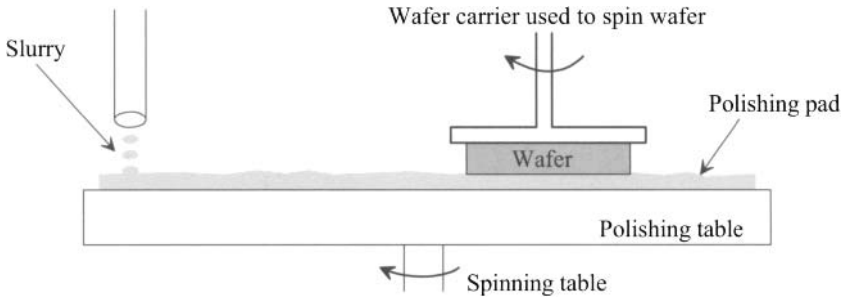 Wafer carrier used to spin wafer
Slurry
Polishing pad
Wafer
Polishing table
Spinning table